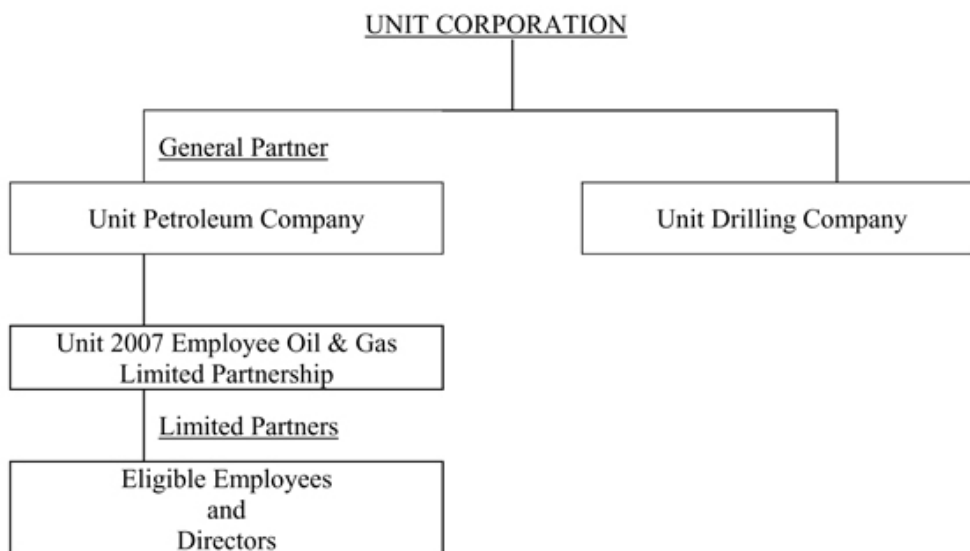 UNIT CORPORATION
General Partner
Unit Petroleum Company
Unit Drilling Company
Unit 2007 Employee Oil & Gas
Limited Partnership
Limited Partners
Eligible Employees
and
Directors